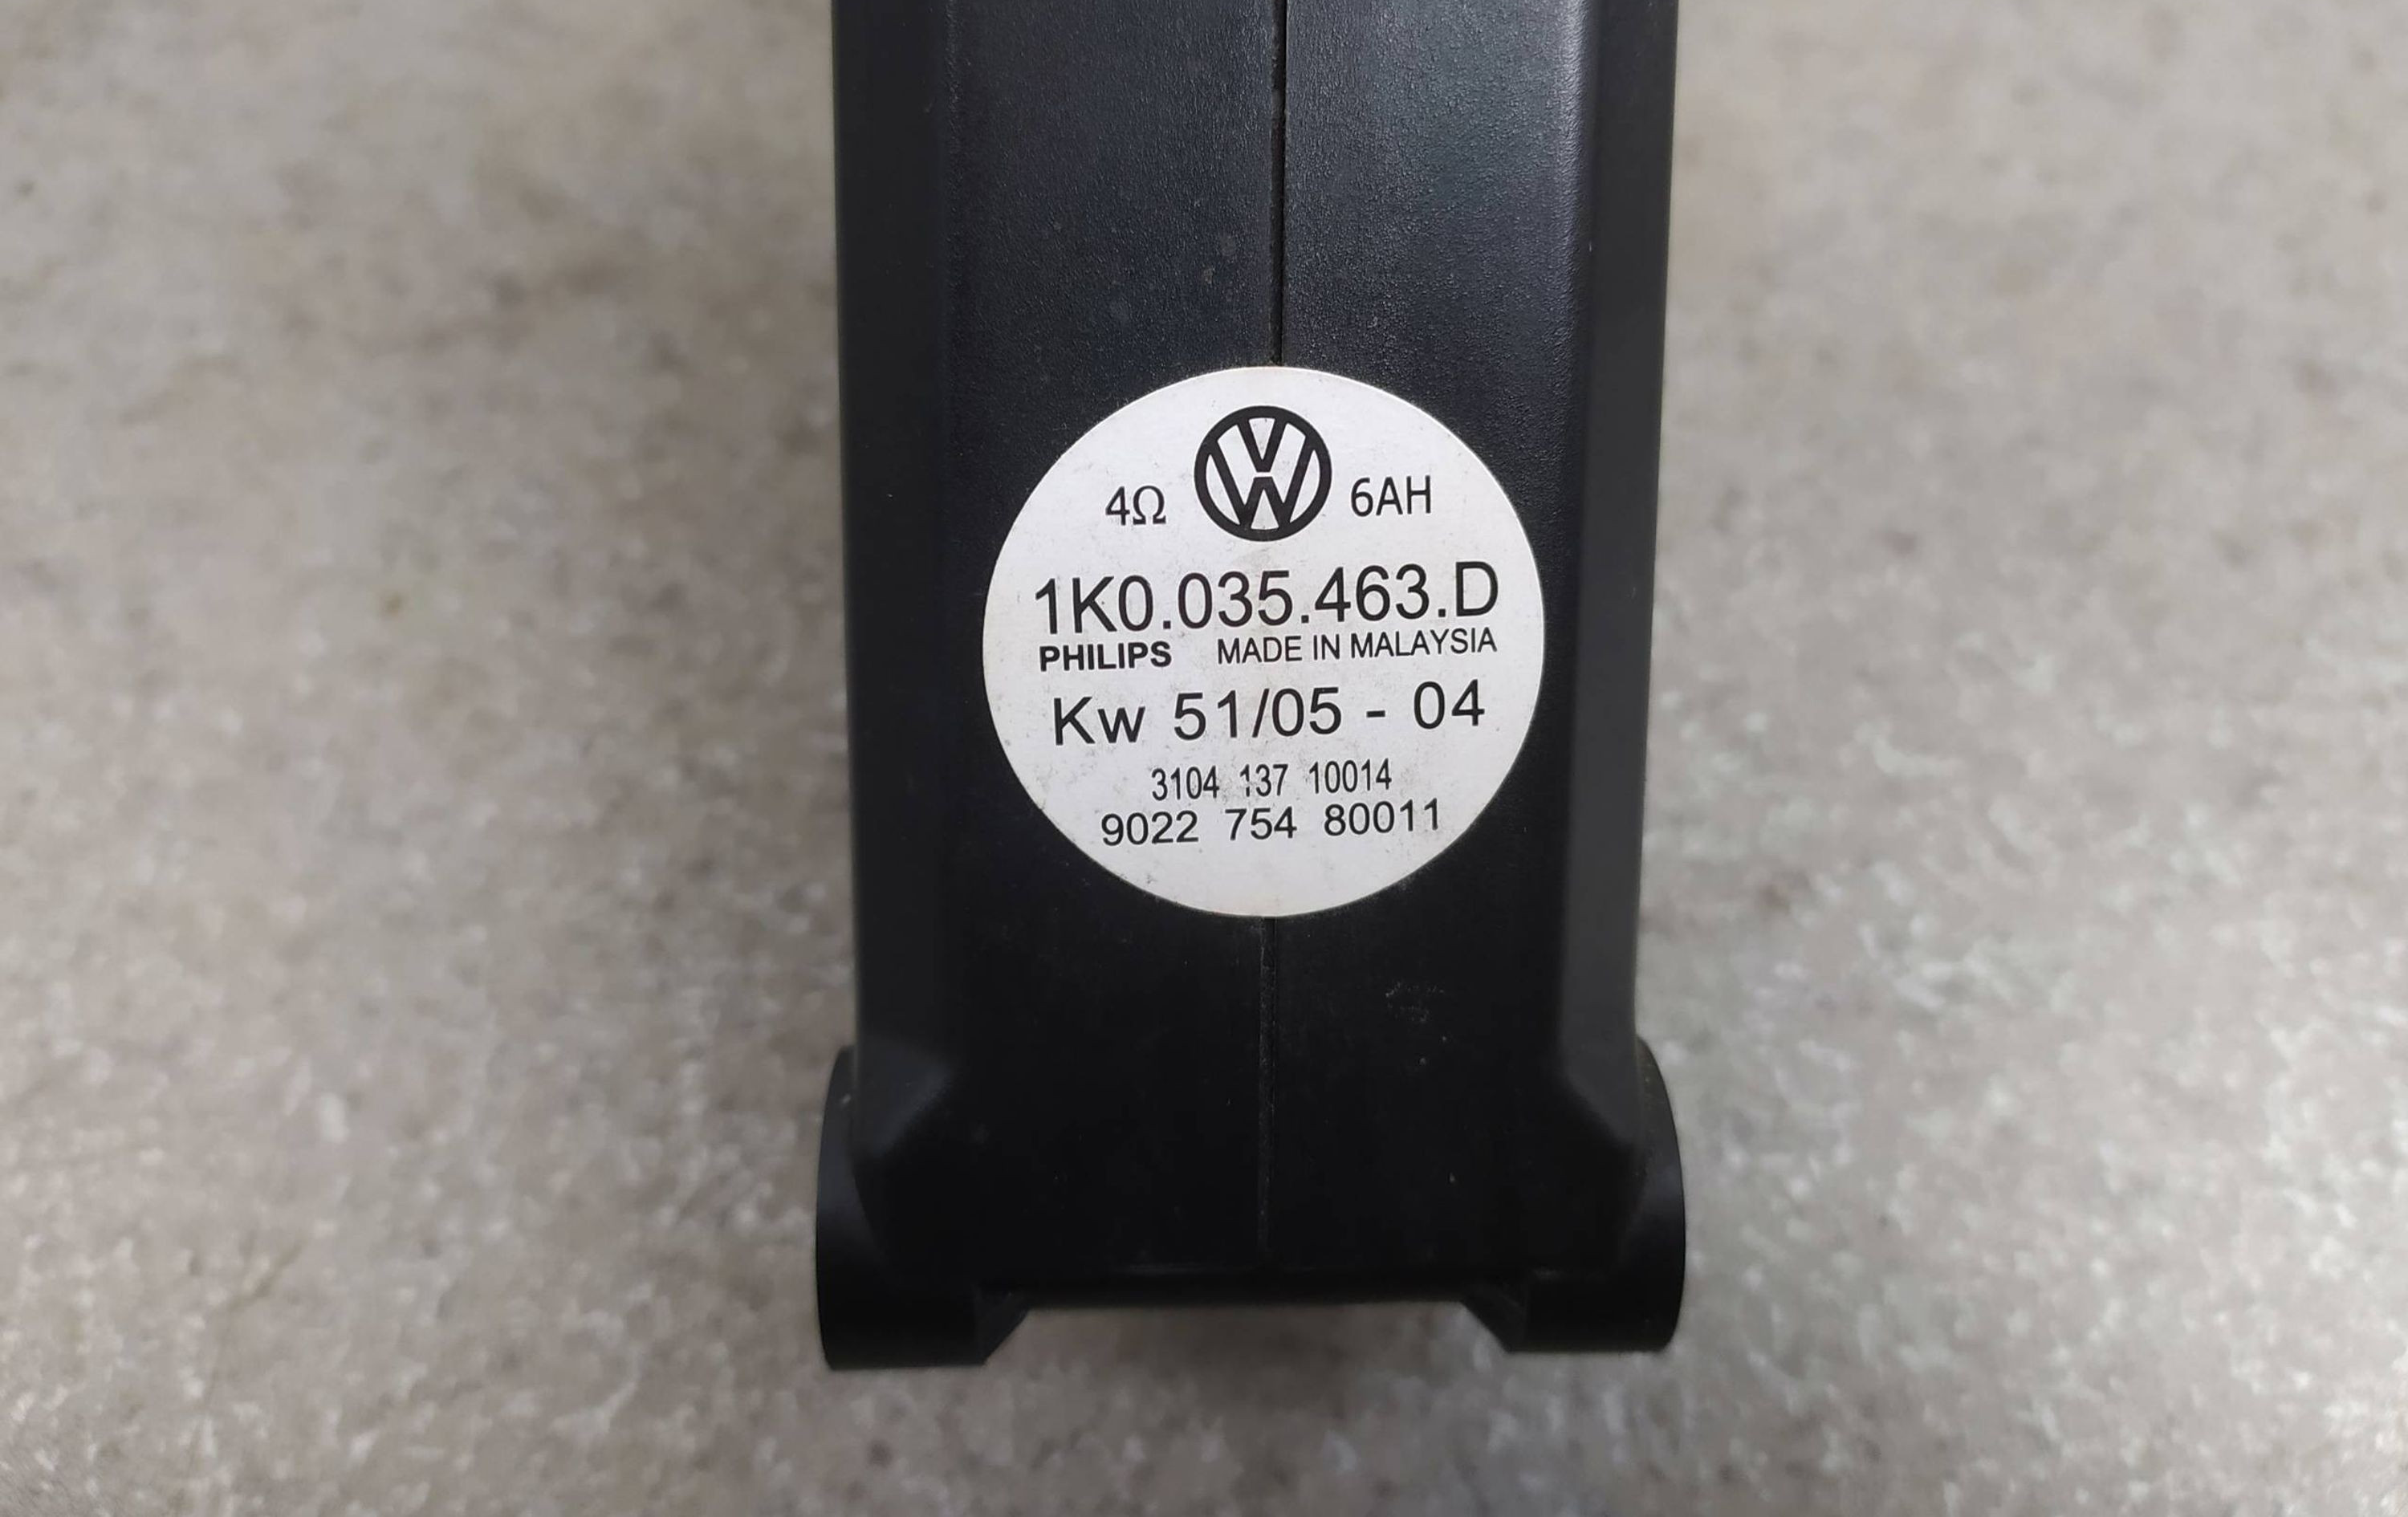 4Ω VW 6AH
1K0.035.463.D
PHILIPS MADE IN MALAYSIA
Kw 51/05 - 04
3104 137 10014
9022 754 80011